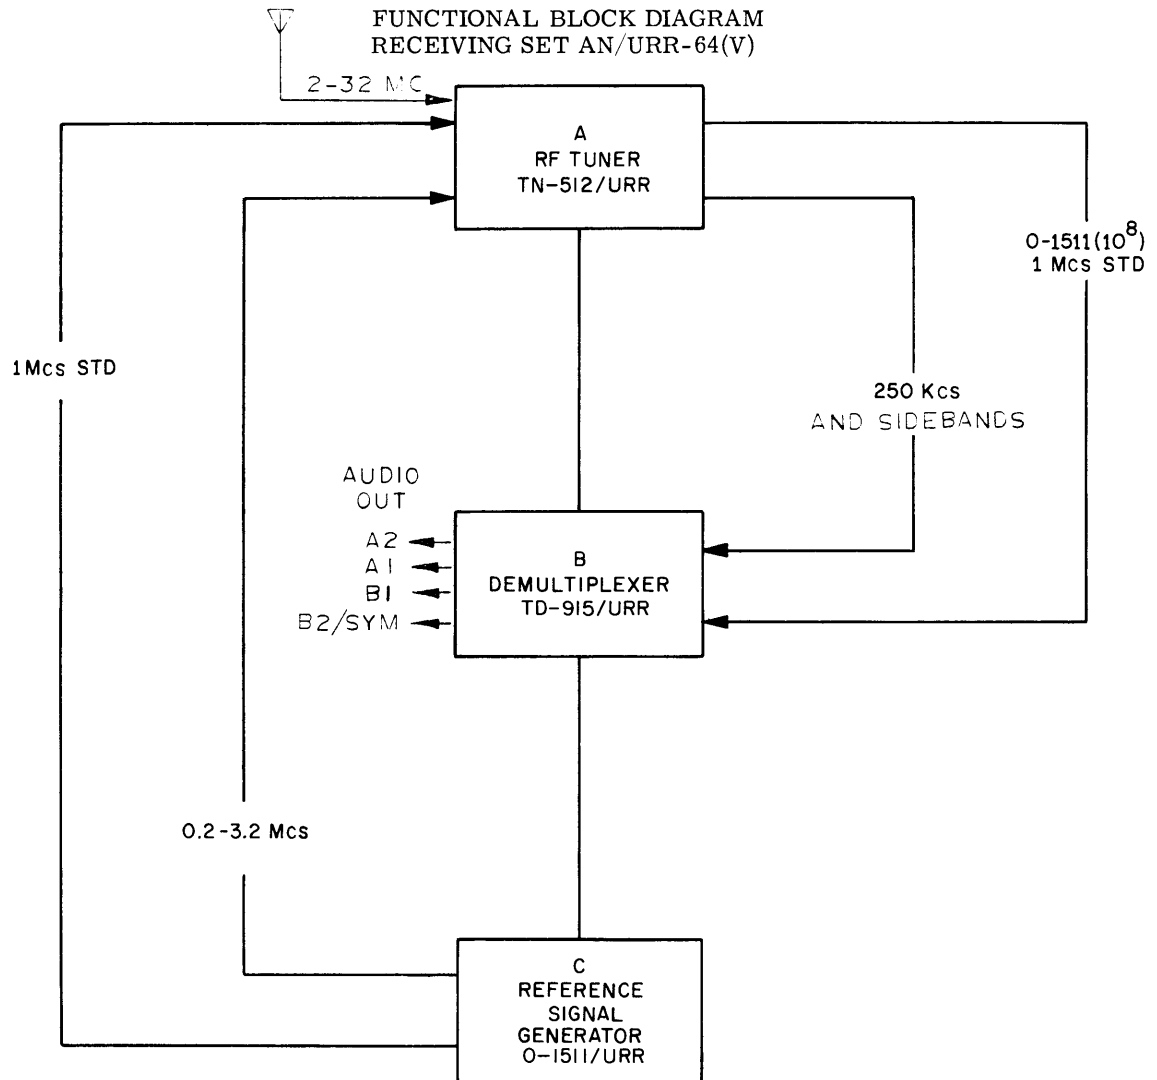 FUNCTIONAL BLOCK DIAGRAM
RECEIVING SET AN/URR-64(V)
2-32 MC
A
RF TUNER
TN-512/URR
0-1511(10⁸)
1 Mcs STD
1Mcs STD
250 Kcs
AND SIDEBANDS
AUDIO
OUT
A2
A1
B1
B2/SYM
B
DEMULTIPLEXER
TD-915/URR
0.2-3.2 Mcs
C
REFERENCE
SIGNAL
GENERATOR
O-1511/URR